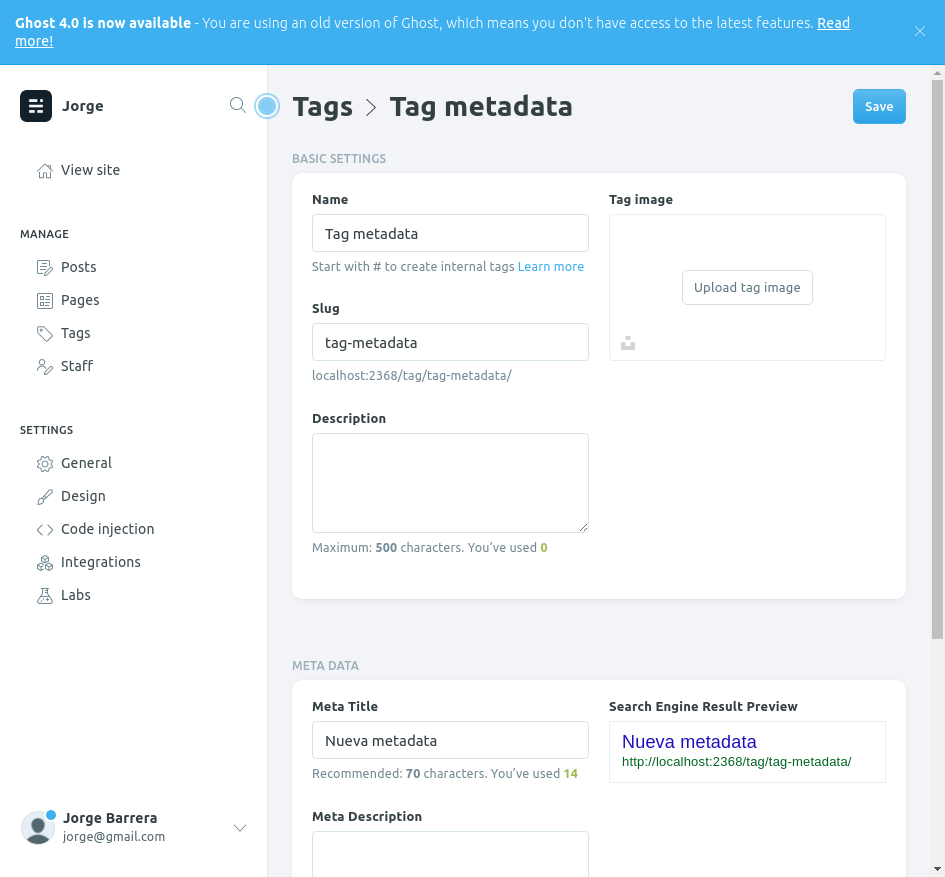 Ghost 4.0 is now available - You are using an old version of Ghost, which means you don't have access to the latest features. Read
more!
Jorge
View site
MANAGE
Posts
Pages
Tags
Staff
SETTINGS
General
Design
Code injection
Integrations
Labs
Jorge Barrera
jorge@gmail.com
Tags > Tag metadata
Save
BASIC SETTINGS
Name
Tag metadata
Start with # to create internal tags Learn more
Slug
tag-metadata
localhost:2368/tag/tag-metadata/
Description
Maximum: 500 characters. You’ve used 0
Tag image
Upload tag image
META DATA
Meta Title
Nueva metadata
Recommended: 70 characters. You’ve used 14
Meta Description
Search Engine Result Preview
Nueva metadata
http://localhost:2368/tag/tag-metadata/